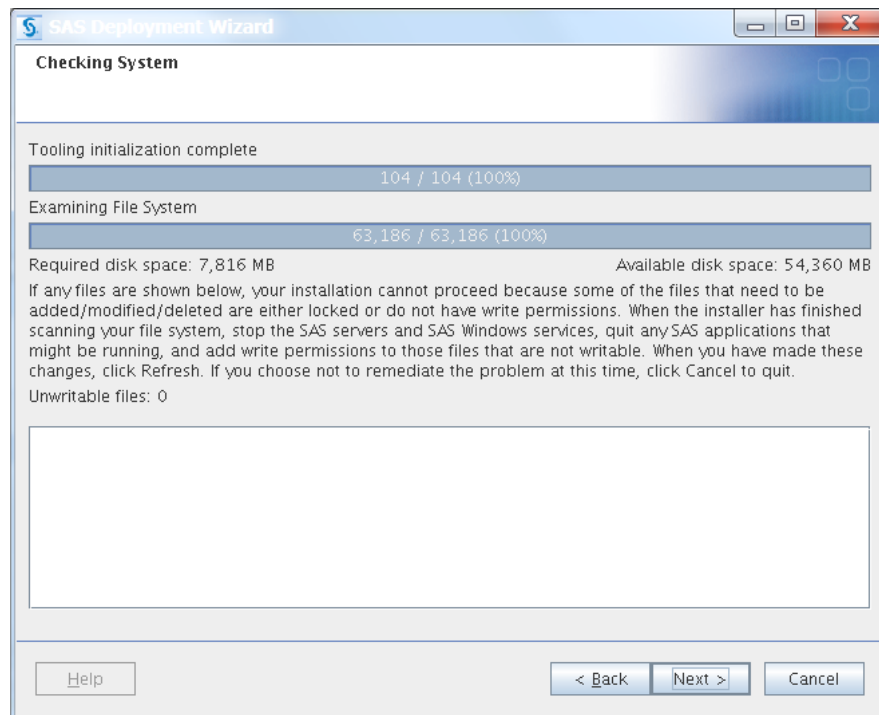 SAS Deployment Wizard
Checking System
Tooling initialization complete
104 / 104 (100%)
Examining File System
63,186 / 63,186 (100%)
Required disk space: 7,816 MB
Available disk space: 54,360 MB
If any files are shown below, your installation cannot proceed because some of the files that need to be
added/modified/deleted are either locked or do not have write permissions. When the installer has finished
scanning your file system, stop the SAS servers and SAS Windows services, quit any SAS applications that
might be running, and add write permissions to those files that are not writable. When you have made these
changes, click Refresh. If you choose not to remediate the problem at this time, click Cancel to quit.
Unwritable files: 0
Help
< Back
Next >
Cancel